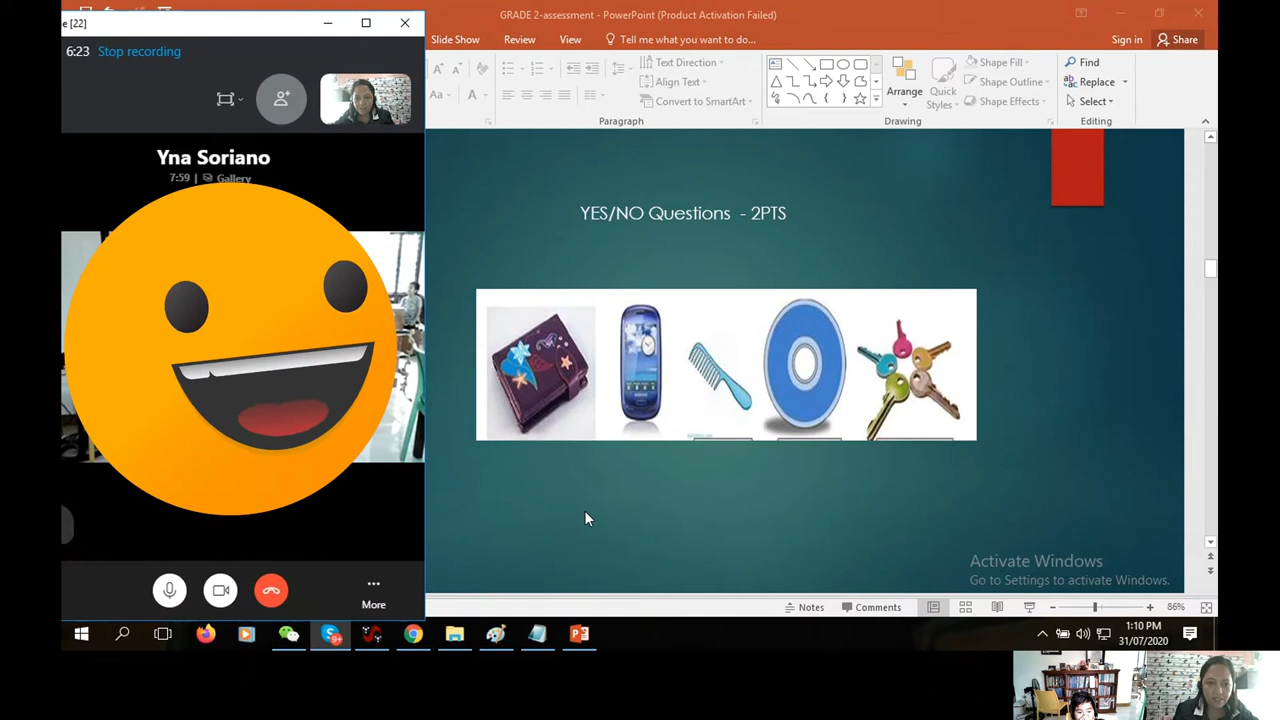 GRADE 2-assessment - PowerPoint (Product Activation Failed)
[22]
6:23 Stop recording
Slide Show Review View Tell me what you want to do... Sign in Share
Text Direction
Align Text
Convert to SmartArt
Aa
A
Paragraph
Arrange
Quick Styles
Shape Fill
Shape Outline
Shape Effects
Drawing
Find
Replace
Select
Editing
Yna Soriano
7:59 | Gallery
YES/NO Questions - 2PTS
Activate Windows
Go to Settings to activate Windows.
More
Notes Comments 86%
1:10 PM
31/07/2020